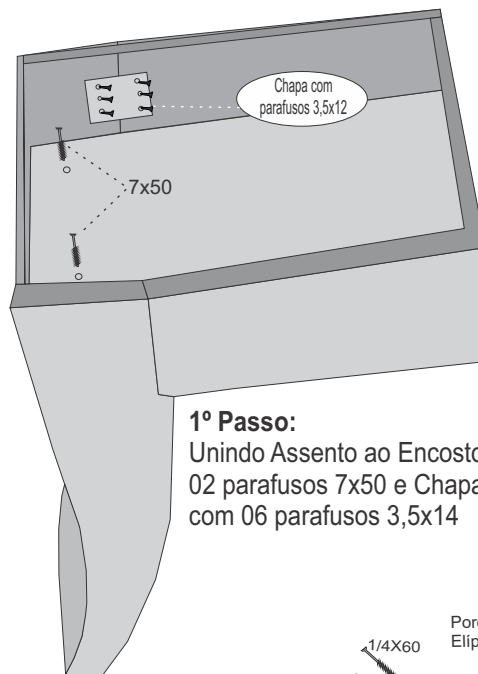 Chapa com
parafusos 3,5x12
7x50
1º Passo:
Unindo Assento ao Encosto
02 parafusos 7x50 e Chapa
com 06 parafusos 3,5x14
1/4X60